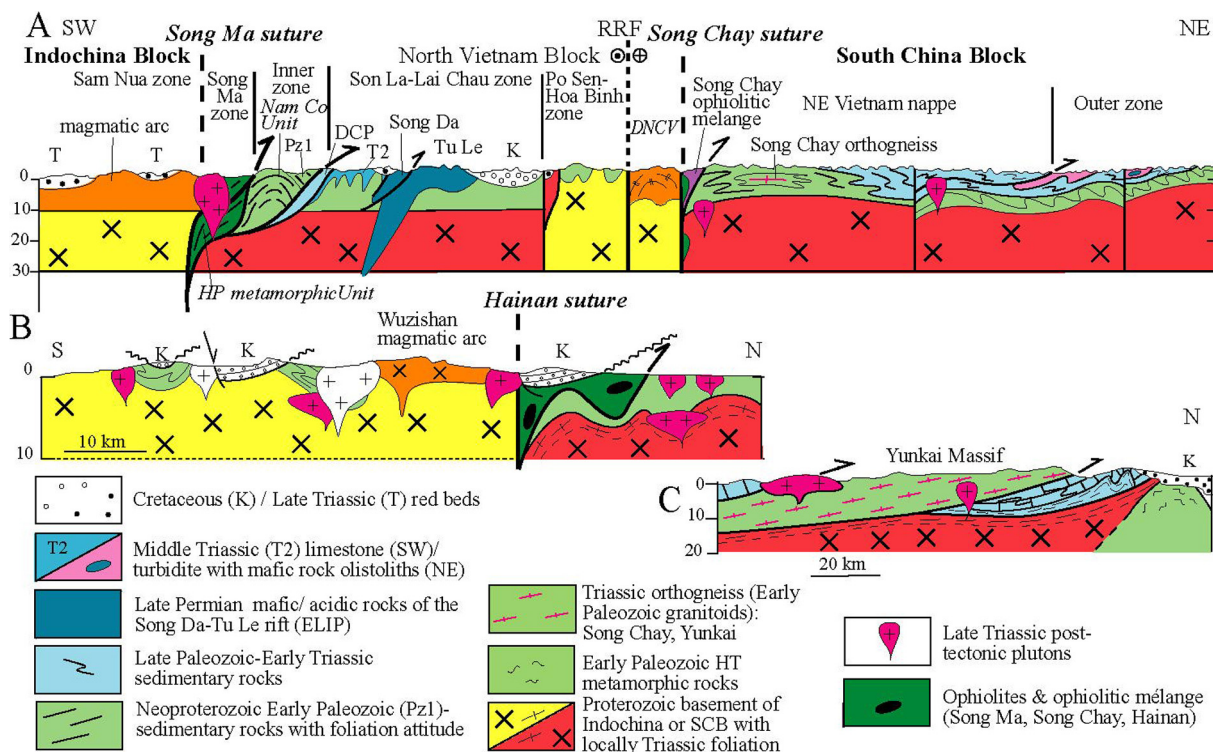 A
SW
Indochina Block
Song Ma suture
North Vietnam Block
RRF
Song Chay suture
South China Block
NE
Sam Nua zone
Song
Ma
zone
Inner
zone
Nam Co
Unit
Son La-Lai Chau zone
Po Sen-
Hoa Binh
zone
Song Chay
ophiolitic
melange
NE Vietnam nappe
Outer zone
magmatic arc
T
T
Pz1
DCP
T2
Song Da
Tu Le
K
DNCV
Song Chay orthogneiss
0
10
20
30
0
10
20
30
HP metamorphicUnit
Hainan suture
B
S
K
K
Wuzishan
magmatic arc
K
N
0
10
10 km
C
Yunkai Massif
N
K
0
10
20
20 km
Cretaceous (K) / Late Triassic (T) red beds
T2
Middle Triassic (T2) limestone (SW)/
turbidite with mafic rock olistoliths (NE)
Late Permian mafic/ acidic rocks of the
Song Da-Tu Le rift (ELIP)
Late Paleozoic-Early Triassic
sedimentary rocks
Neoproterozoic Early Paleozoic (Pz1)-
sedimentary rocks with foliation attitude
Triassic orthogneiss (Early
Paleozoic granitoids):
Song Chay, Yunkai
Early Paleozoic HT
metamorphic rocks
Proterozoic basement of
Indochina or SCB with
locally Triassic foliation
Late Triassic post-
tectonic plutons
Ophiolites & ophiolitic mélange
(Song Ma, Song Chay, Hainan)